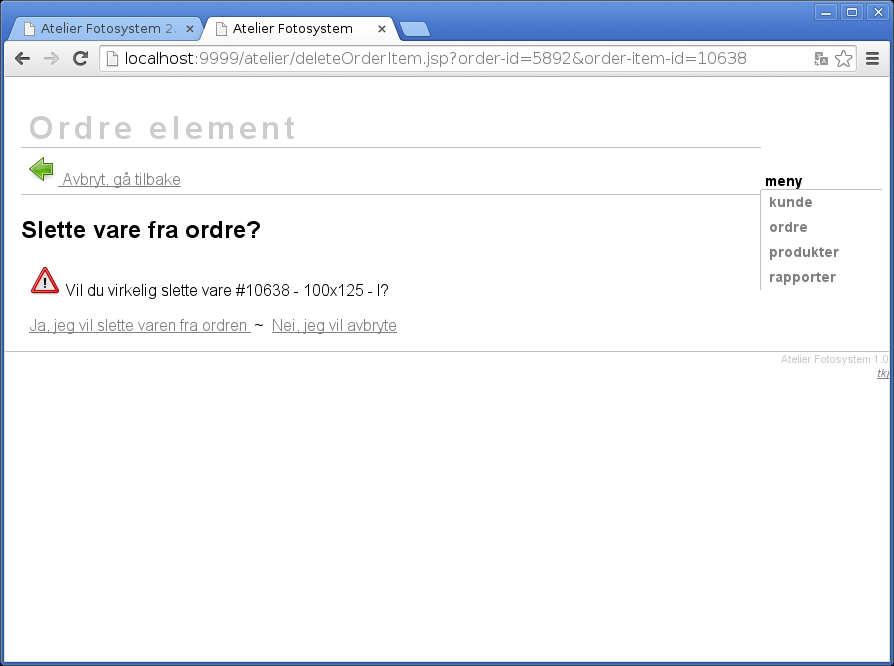 Atelier Fotosystem 2.
Atelier Fotosystem
localhost:9999/atelier/deleteOrderItem.jsp?order-id=5892&order-item-id=10638
Ordre element
Avbryt, gå tilbake
meny
kunde
ordre
produkter
rapporter
Slette vare fra ordre?
Vil du virkelig slette vare #10638 - 100x125 - I?
Ja, jeg vil slette varen fra ordren ~ Nei, jeg vil avbryte
Atelier Fotosystem 1.0